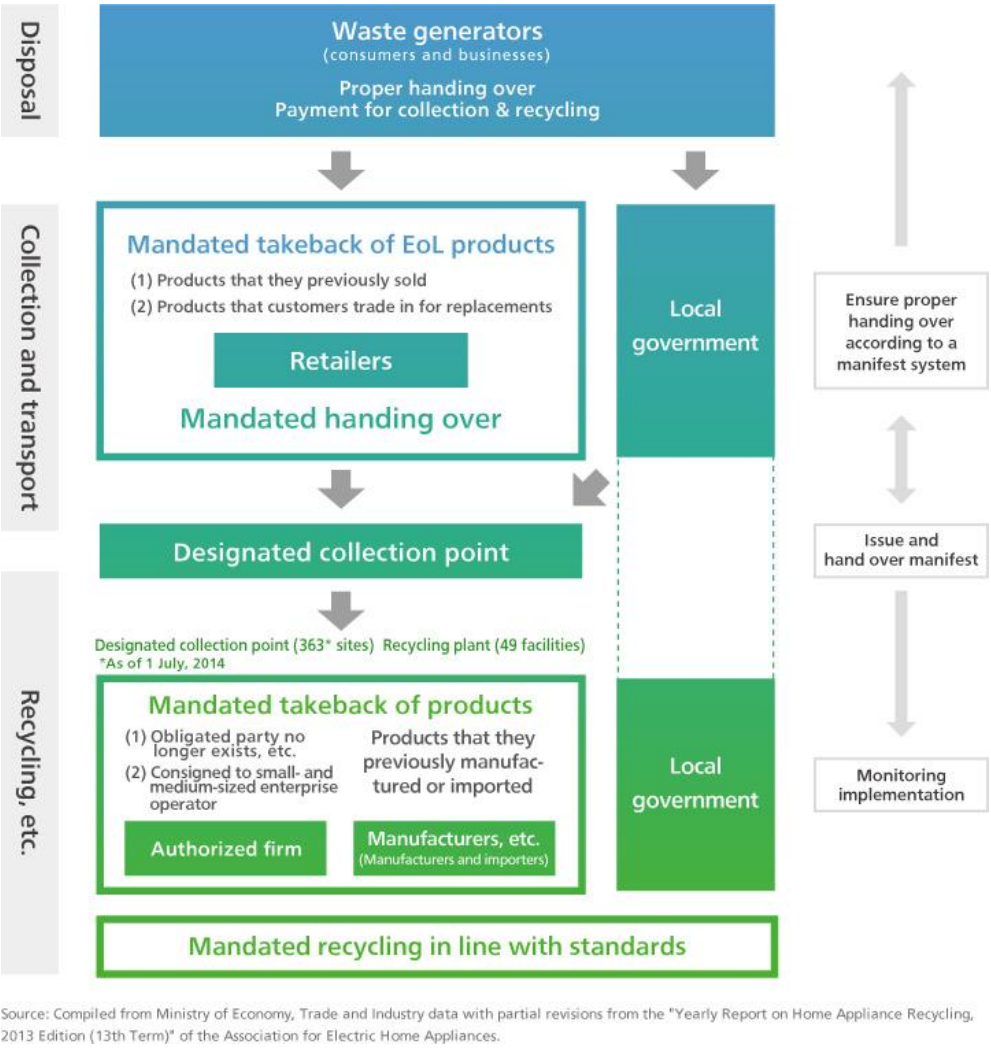 Disposal
Waste generators
(consumers and businesses)
Proper handing over
Payment for collection & recycling
Collection and transport
Mandated takeback of EoL products
(1) Products that they previously sold
(2) Products that customers trade in for replacements
Retailers
Mandated handing over
Local
government
Ensure proper
handing over
according to a
manifest system
Designated collection point
Issue and
hand over manifest
Recycling, etc.
Designated collection point (363* sites) Recycling plant (49 facilities)
*As of 1 July, 2014
Mandated takeback of products
(1) Obligated party no
longer exists, etc.
(2) Consigned to small- and
medium-sized enterprise
operator
Authorized firm
Products that they
previously manufac-
tured or imported
Manufacturers, etc.
(Manufacturers and importers)
Local
government
Monitoring
implementation
Mandated recycling in line with standards
Source: Compiled from Ministry of Economy, Trade and Industry data with partial revisions from the "Yearly Report on Home Appliance Recycling,
2013 Edition (13th Term)" of the Association for Electric Home Appliances.